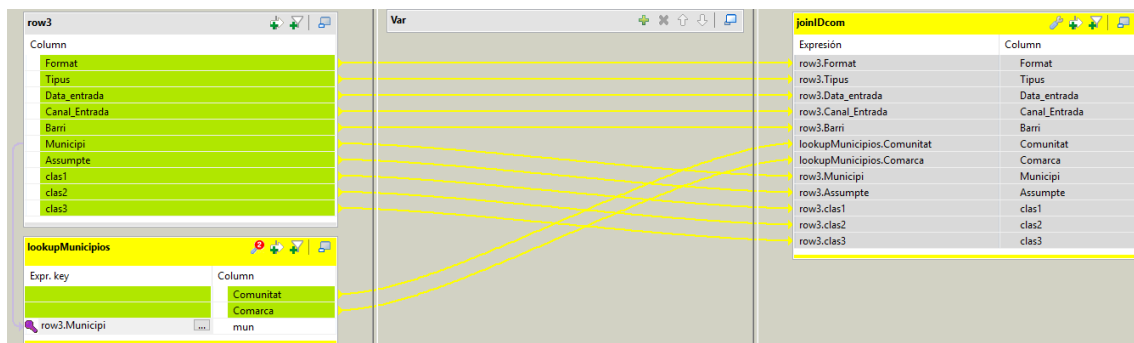 row3
Column
Format
Tipus
Data_entrada
Canal_Entrada
Barri
Municipi
Assumpte
clas1
clas2
clas3
lookupMunicipios
Expr. key Column
Comunitat
Comarca
row3.Municipi ... mun
Var
joinIDcom
Expresión Column
row3.Format Format
row3.Tipus Tipus
row3.Data_entrada Data_entrada
row3.Canal_Entrada Canal_Entrada
row3.Barri Barri
lookupMunicipios.Comunitat Comunitat
lookupMunicipios.Comarca Comarca
row3.Municipi Municipi
row3.Assumpte Assumpte
row3.clas1 clas1
row3.clas2 clas2
row3.clas3 clas3